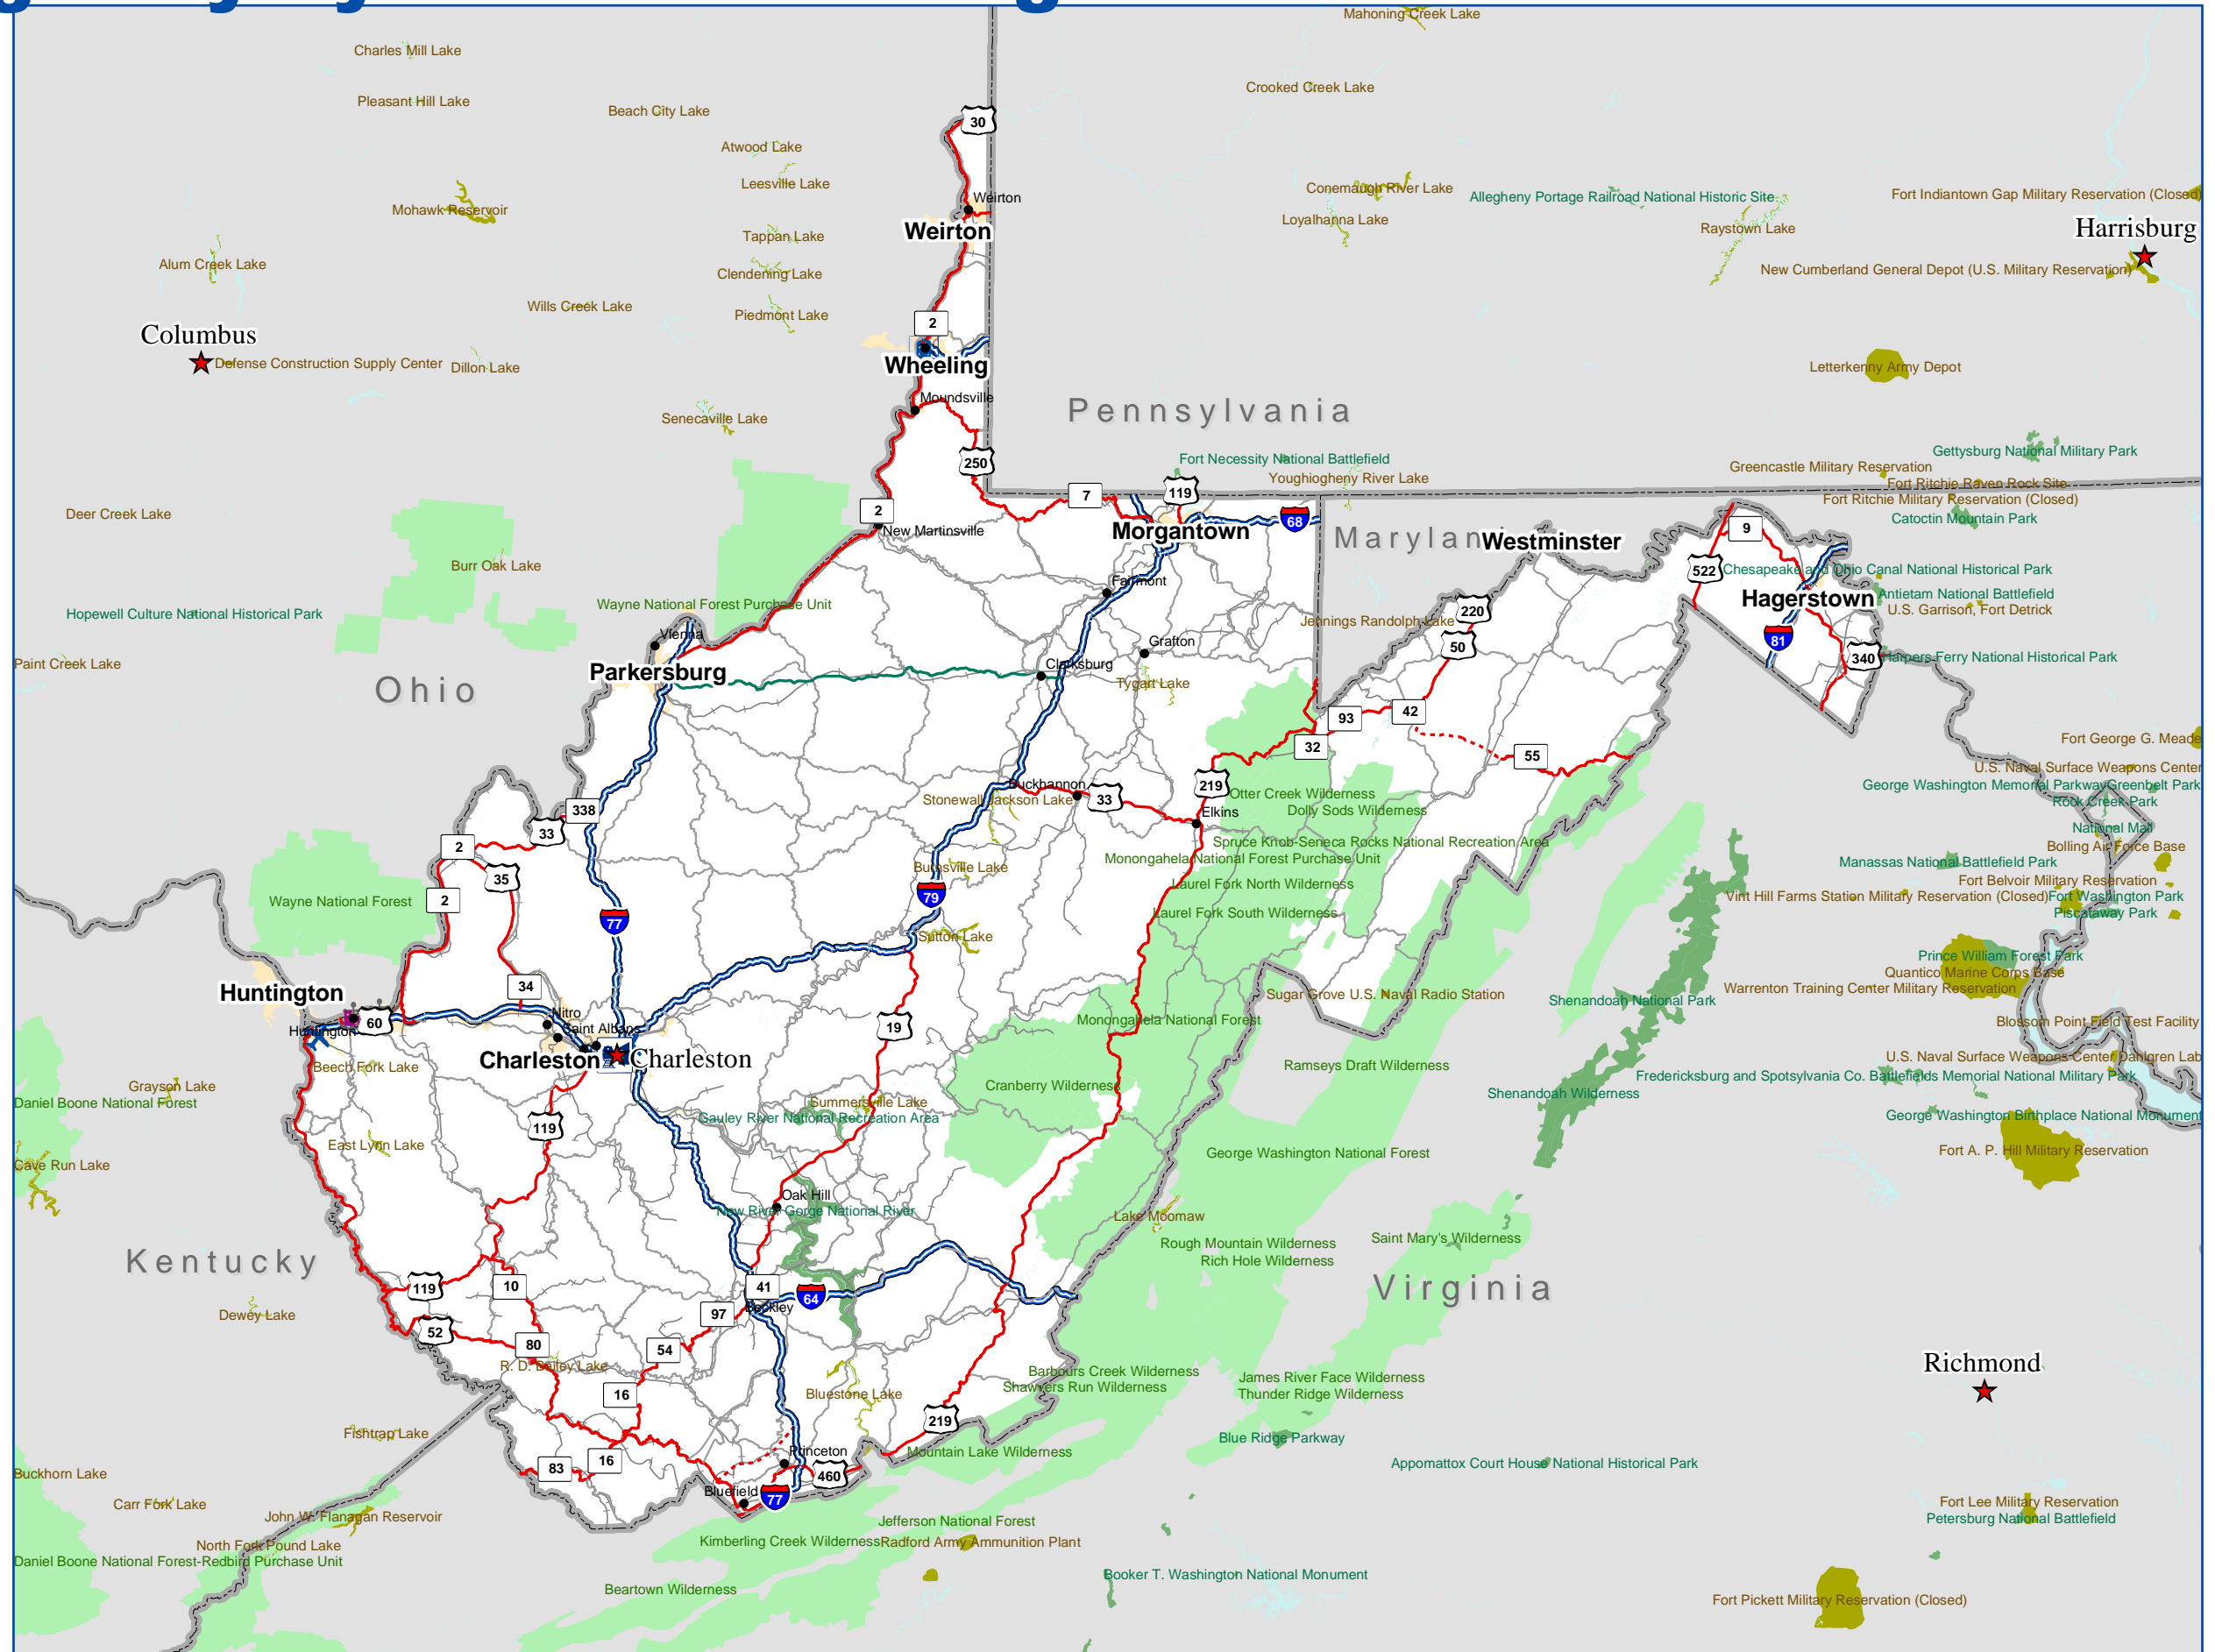 Mahoning Creek Lake
Charles Mill Lake
Crooked Creek Lake
Pleasant Hill Lake
Beach City Lake
30
Atwood Lake
Leesville Lake
Conemaugh River Lake
Allegheny Portage Railroad National Historic Site
Fort Indiantown Gap Military Reservation (Closed)
Weirton
Mohawk Reservoir
Loyalhanna Lake
Raystown Lake
Harrisburg
Weirton
Tappan Lake
Alum Creek Lake
Clendening Lake
New Cumberland General Depot (U.S. Military Reservation)
Wills Creek Lake
Piedmont Lake
2
Columbus
Defense Construction Supply Center
Dillon Lake
Wheeling
Letterkenny Army Depot
Moundsville
Pennsylvania
Senecaville Lake
Gettysburg National Military Park
Fort Necessity National Battlefield
250
Greencastle Military Reservation
Youghiogheny River Lake
Fort Ritchie Raven Rock Site
7
119
Fort Ritchie Military Reservation (Closed)
2
Deer Creek Lake
68
Catoctin Mountain Park
New Martinsville
Morgantown
Marylan
Westminster
9
Burr Oak Lake
522
Chesapeake and Ohio Canal National Historical Park
Fairmont
Antietam National Battlefield
Hagerstown
Wayne National Forest Purchase Unit
220
U.S. Garrison, Fort Detrick
Hopewell Culture National Historical Park
Jennings Randolph Lake
Vienna
Grafton
50
81
340
Harpers Ferry National Historical Park
Paint Creek Lake
Parkersburg
Clarksburg
Tygart Lake
Ohio
93
42
32
55
Fort George G. Meade
U.S. Naval Surface Weapons Center
Buckhannon
219
George Washington Memorial Parkway
Greenbelt Park
Stonewall Jackson Lake
33
Otter Creek Wilderness
Rock Creek Park
338
Dolly Sods Wilderness
Elkins
33
National Mall
2
Spruce Knob-Seneca Rocks National Recreation Area
Bolling Air Force Base
Monongahela National Forest Purchase Unit
Manassas National Battlefield Park
Burnsville Lake
35
Laurel Fork North Wilderness
Fort Belvoir Military Reservation
Wayne National Forest
2
79
Vint Hill Farms Station Military Reservation (Closed)
Fort Washington Park
Laurel Fork South Wilderness
Piscataway Park
77
Sutton Lake
Prince William Forest Park
Quantico Marine Corps Base
Huntington
34
Sugar Grove U.S. Naval Radio Station
Warrenton Training Center Military Reservation
Shenandoah National Park
Nitro
60
Huntington
Saint Albans
19
Monongahela National Forest
Blossom Point Field Test Facility
Charleston
Charleston
U.S. Naval Surface Weapons Center Dahlgren Lab
Beech Fork Lake
Ramseys Draft Wilderness
Fredericksburg and Spotsylvania Co. Battlefields Memorial National Military Park
Grayson Lake
Cranberry Wilderness
Shenandoah Wilderness
Daniel Boone National Forest
Summersville Lake
Gauley River National Recreation Area
George Washington Birthplace National Monument
119
East Lynn Lake
George Washington National Forest
Fort A. P. Hill Military Reservation
Cave Run Lake
Oak Hill
New River Gorge National River
Lake Moomaw
Saint Mary's Wilderness
Rough Mountain Wilderness
Kentucky
Rich Hole Wilderness
119
10
41
64
Virginia
Beckley
Dewey Lake
97
52
80
54
Richmond
R. D. Bailey Lake
Barbours Creek Wilderness
Shawvers Run Wilderness
James River Face Wilderness
16
Bluestone Lake
Thunder Ridge Wilderness
219
Fishtrap Lake
Blue Ridge Parkway
Princeton
Mountain Lake Wilderness
16
83
460
Appomattox Court House National Historical Park
Buckhorn Lake
Bluefield
77
Carr Fork Lake
Fort Lee Military Reservation
John W. Flanagan Reservoir
Jefferson National Forest
Petersburg National Battlefield
North Fork Pound Lake
Kimberling Creek Wilderness
Radford Army Ammunition Plant
Daniel Boone National Forest-Redbird Purchase Unit
Booker T. Washington National Monument
Beartown Wilderness
Fort Pickett Military Reservation (Closed)